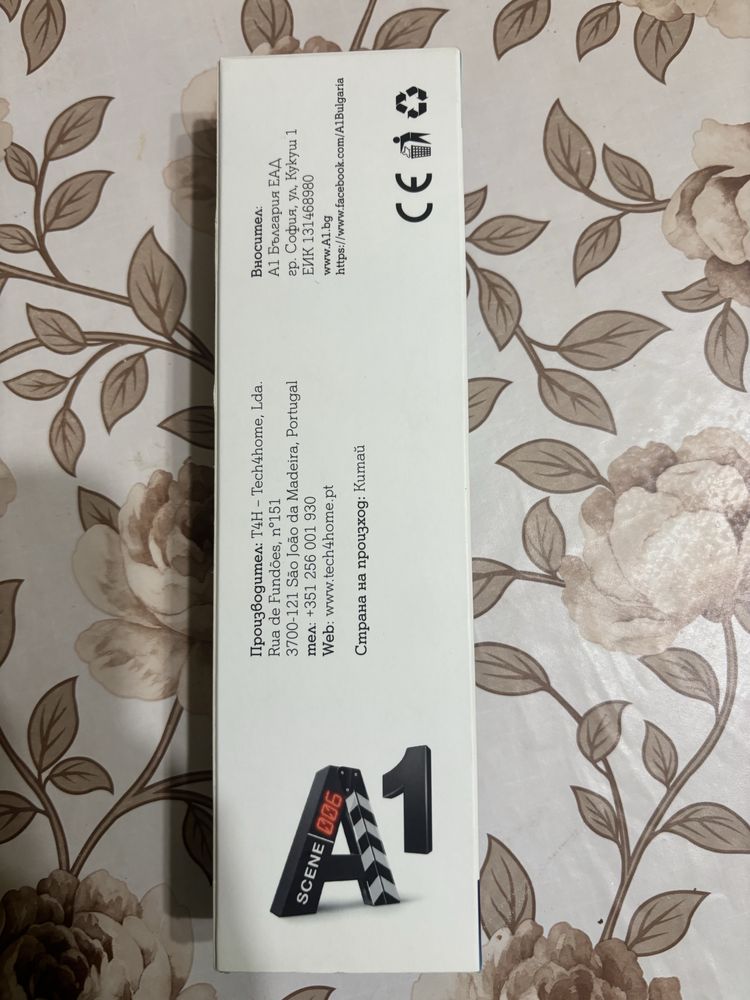 SCENE 006
A1
Производител: T4H – Tech4home, Lda.
Rua de Fundões, nº151
3700-121 São João da Madeira, Portugal
тел: +351 256 001 930
Web: www.tech4home.pt
Страна на произход: Китай
Вносител:
А1 България ЕАД
гр. София, ул. Кукуш 1
ЕИК 131468980
www.A1.bg
https://www.facebook.com/A1Bulgaria
CE